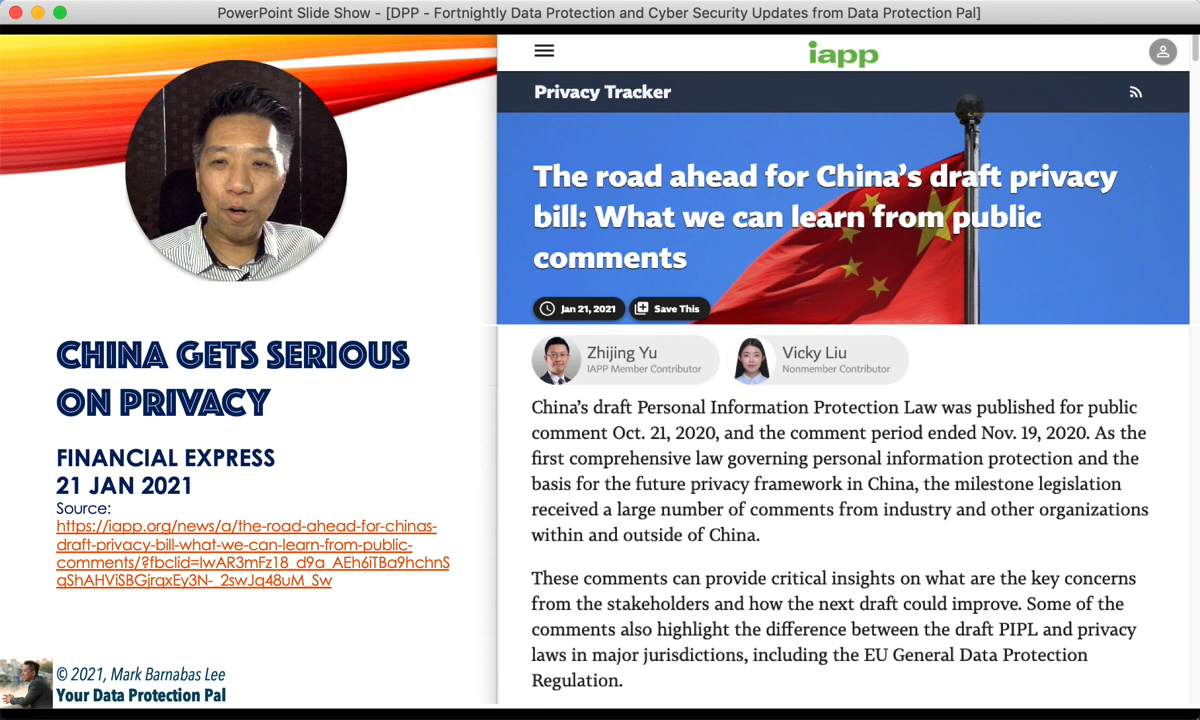 PowerPoint Slide Show - [DPP - Fortnightly Data Protection and Cyber Security Updates from Data Protection Pal]
CHINA GETS SERIOUS
ON PRIVACY
FINANCIAL EXPRESS
21 JAN 2021
Source:
https://iapp.org/news/a/the-road-ahead-for-chinas-
draft-privacy-bill-what-we-can-learn-from-public-
comments/?fbclid=IwAR3mFz18_d9a_AEh6iTBa9hchnS
qShAHViSBGjrqxEy3N-_2swJq48uM_Sw
© 2021, Mark Barnabas Lee
Your Data Protection Pal
iapp
Privacy Tracker
The road ahead for China’s draft privacy
bill: What we can learn from public
comments
Jan 21, 2021
Save This
Zhijing Yu
IAPP Member Contributor
Vicky Liu
Nonmember Contributor
China’s draft Personal Information Protection Law was published for public
comment Oct. 21, 2020, and the comment period ended Nov. 19, 2020. As the
first comprehensive law governing personal information protection and the
basis for the future privacy framework in China, the milestone legislation
received a large number of comments from industry and other organizations
within and outside of China.
These comments can provide critical insights on what are the key concerns
from the stakeholders and how the next draft could improve. Some of the
comments also highlight the difference between the draft PIPL and privacy
laws in major jurisdictions, including the EU General Data Protection
Regulation.